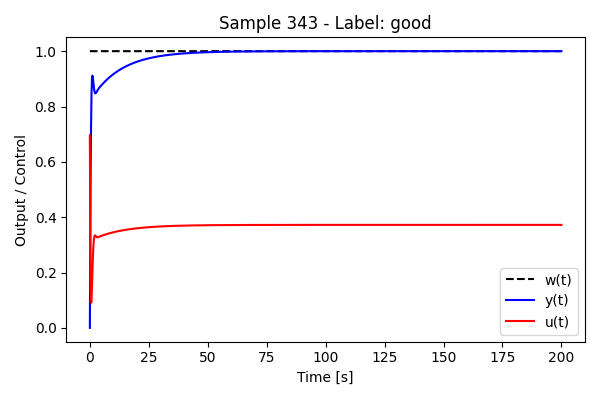 Sample 343 - Label: good
Output / Control
1.0
0.8
0.6
0.4
0.2
0.0
w(t)
y(t)
u(t)
0 25 50 75 100 125 150 175 200
Time [s]